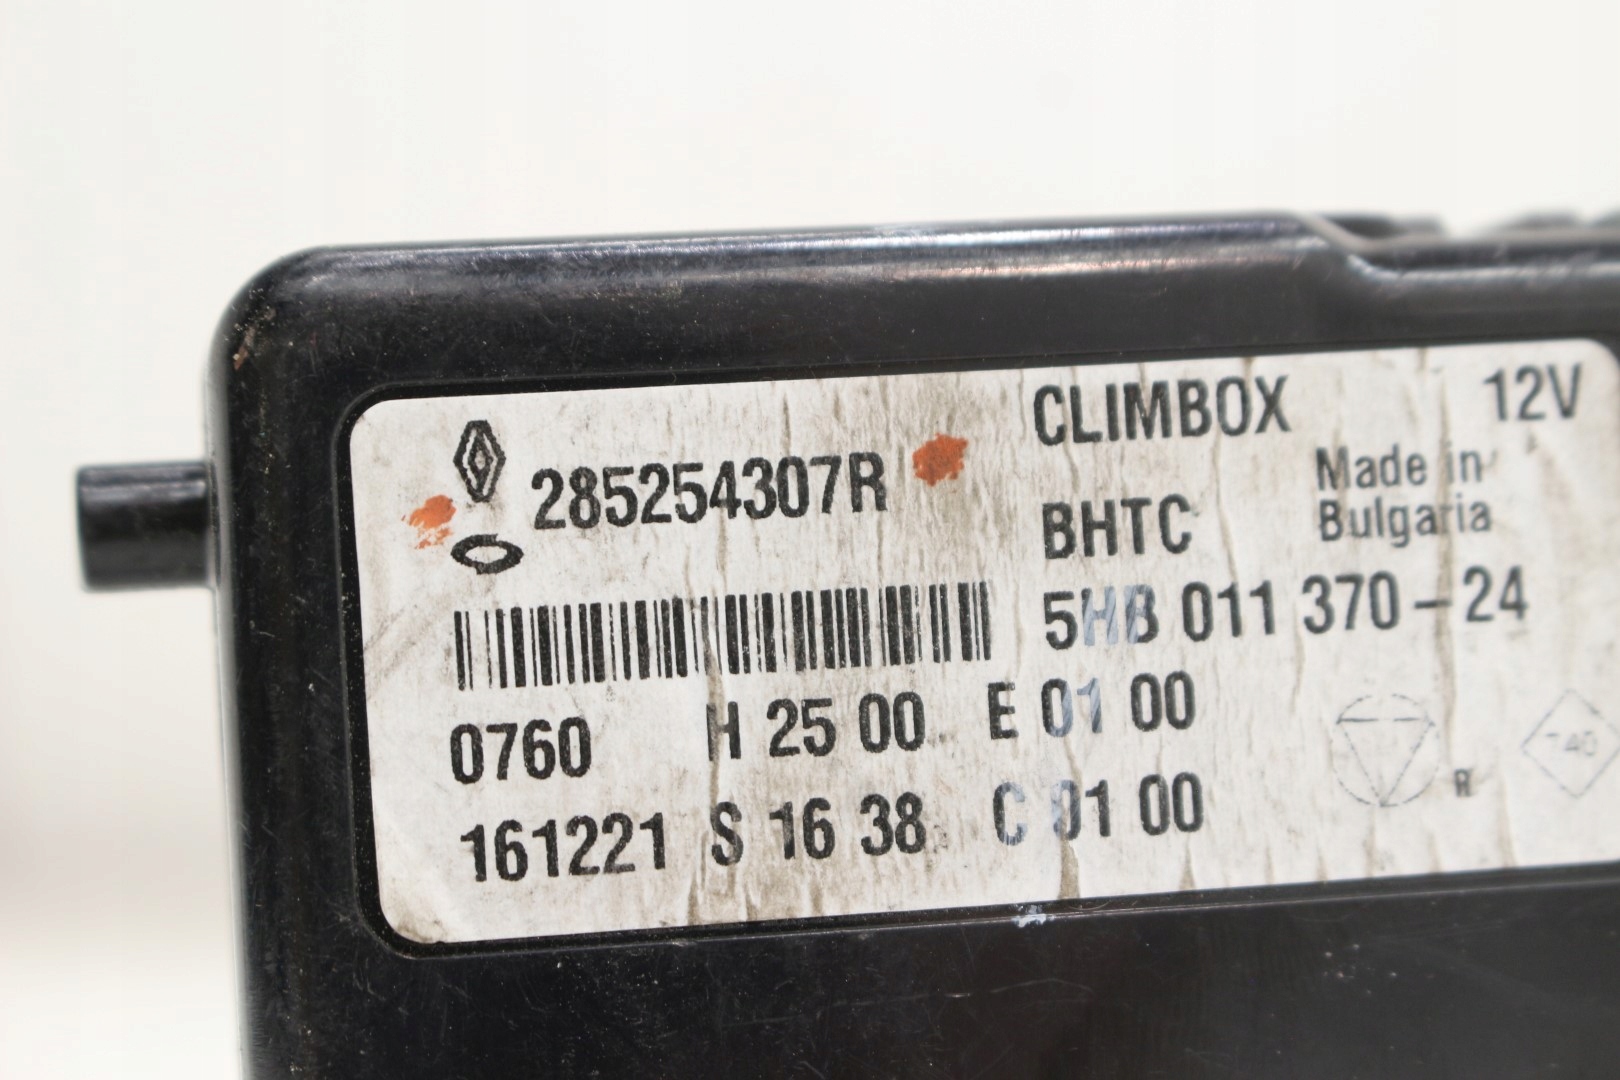 CLIMBOX 12V
285254307R
Made in
Bulgaria
BHTC
5HB 011 370-24
0760 H 25 00 E 01 00
161221 S 16 38 C 01 00
R
740